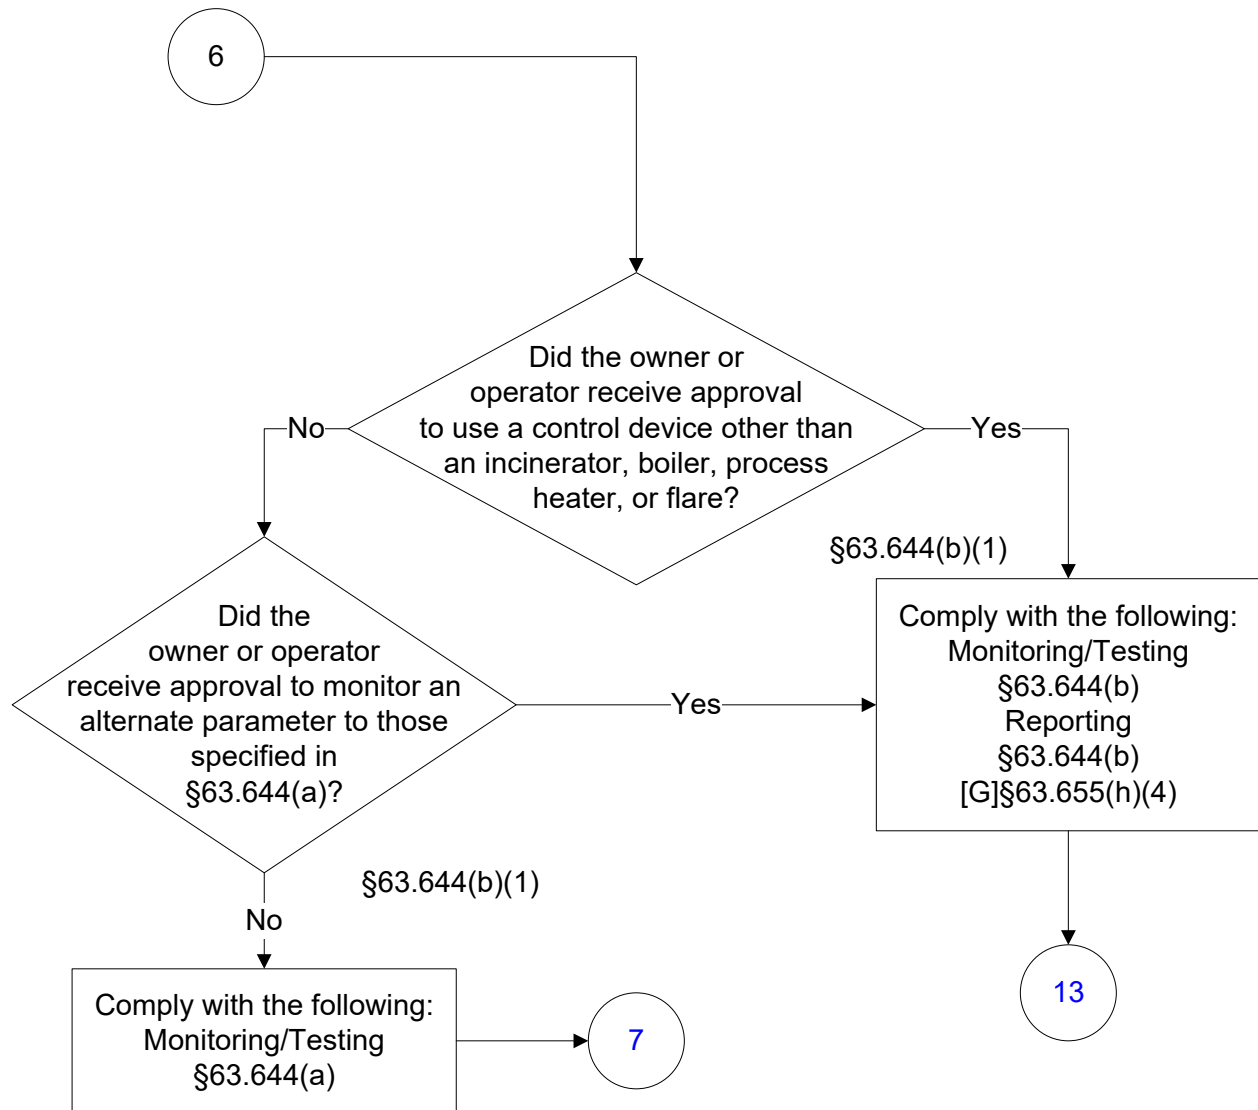 6
Did the owner or
operator receive approval
to use a control device other than
an incinerator, boiler, process
heater, or flare?
No
Yes
§63.644(b)(1)
Did the
owner or operator
receive approval to monitor an
alternate parameter to those
specified in
§63.644(a)?
Yes
Comply with the following:
Monitoring/Testing
§63.644(b)
Reporting
§63.644(b)
[G]§63.655(h)(4)
§63.644(b)(1)
No
Comply with the following:
Monitoring/Testing
§63.644(a)
7
13